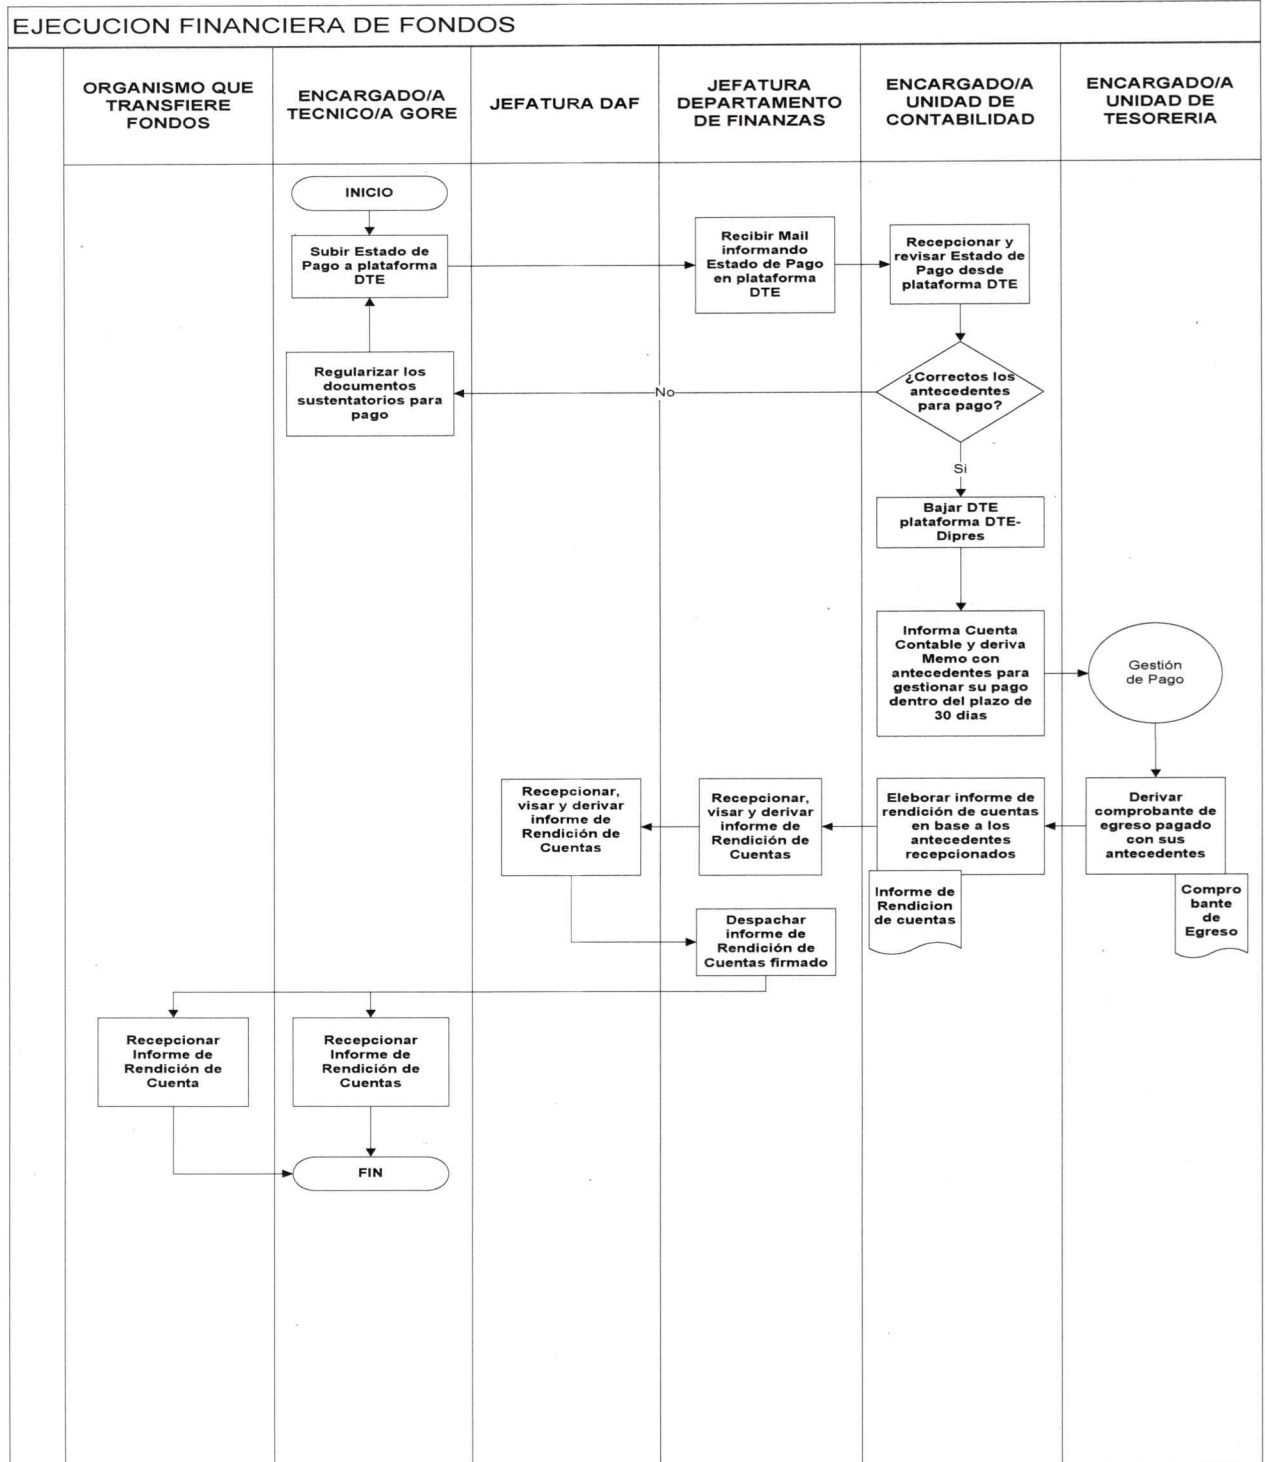 EJECUCION FINANCIERA DE FONDOS
ORGANISMO QUE
TRANSFIERE
FONDOS
ENCARGADO/A
TECNICO/A GORE
JEFATURA DAF
JEFATURA
DEPARTAMENTO
DE FINANZAS
ENCARGADO/A
UNIDAD DE
CONTABILIDAD
ENCARGADO/A
UNIDAD DE
TESORERIA
INICIO
Subir Estado de
Pago a plataforma
DTE
Recibir Mail
informando
Estado de Pago
en plataforma
DTE
Recepcionar y
revisar Estado de
Pago desde
plataforma DTE
Regularizar los
documentos
sustentatorios para
pago
No
¿Correctos los
antecedentes
para pago?
Si
Bajar DTE
plataforma DTE-
Dipres
Informa Cuenta
Contable y deriva
Memo con
antecedentes para
gestionar su pago
dentro del plazo de
30 dias
Gestión
de Pago
Recepcionar,
visar y derivar
informe de
Rendición de
Cuentas
Recepcionar,
visar y derivar
informe de
Rendición de
Cuentas
Eleborar informe de
rendición de cuentas
en base a los
antecedentes
recepcionados
Derivar
comprobante de
egreso pagado
con sus
antecedentes
Informe de
Rendicion
de cuentas
Compro
bante
de
Egreso
Despachar
informe de
Rendición de
Cuentas firmado
Recepcionar
Informe de
Rendición de
Cuenta
Recepcionar
Informe de
Rendición de
Cuentas
FIN